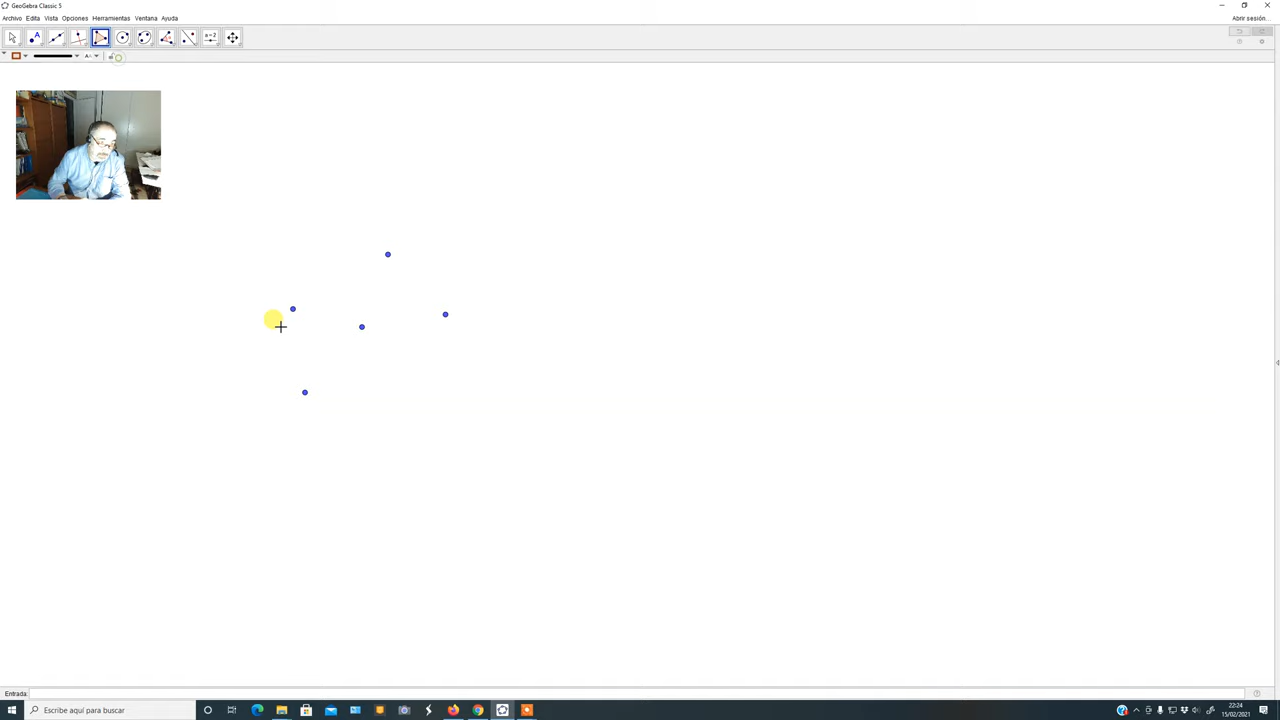 GeoGebra Classic 5
Archivo Edita Vista Opciones Herramientas Ventana Ayuda
Abrir sesión...
A
a=2
Entrada:
Escribe aquí para buscar
22:24
15/02/2021